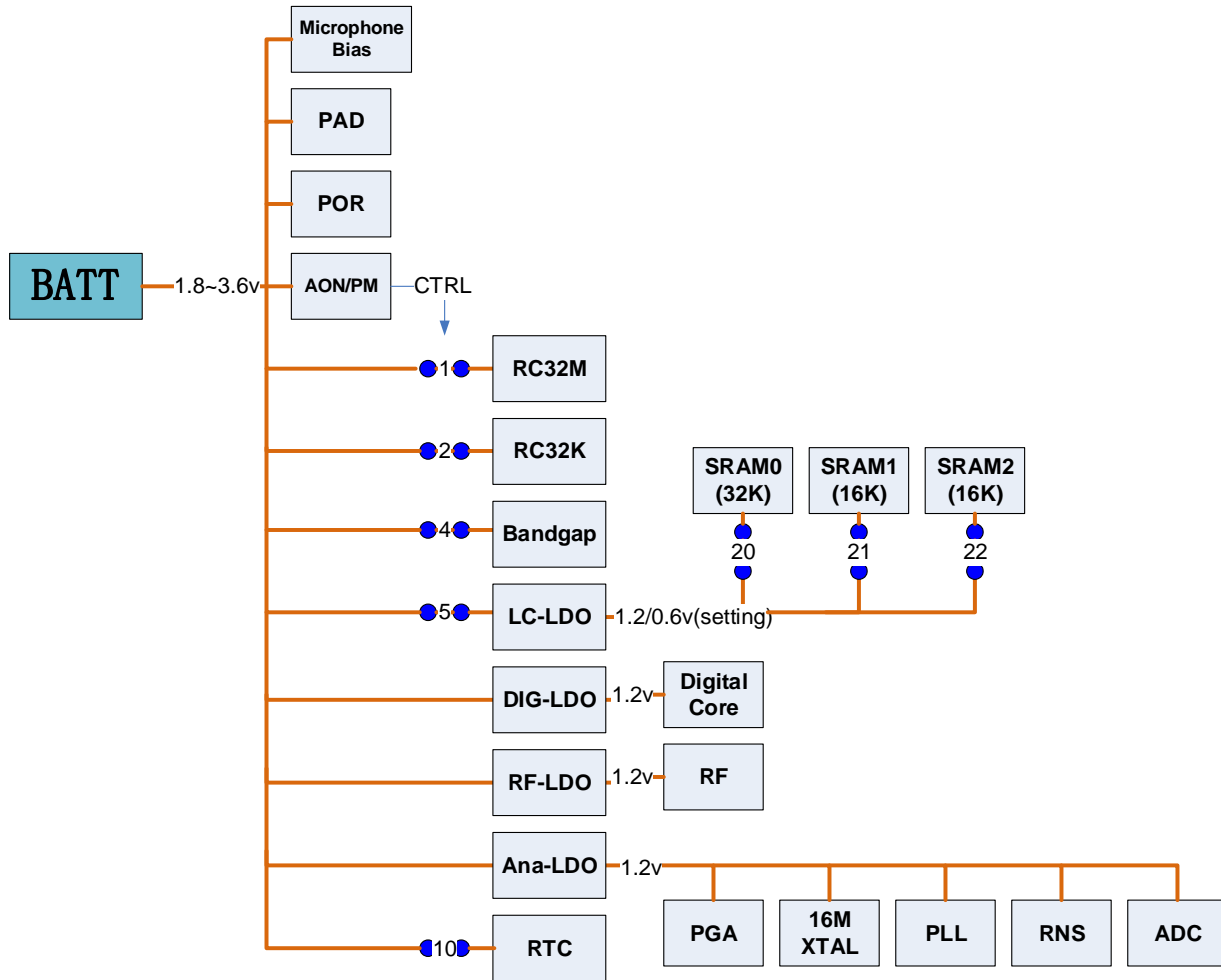 Microphone
Bias
PAD
POR
BATT
1.8~3.6v
AON/PM
CTRL
1
RC32M
2
RC32K
SRAM0
(32K)
SRAM1
(16K)
SRAM2
(16K)
4
Bandgap
20
21
22
5
LC-LDO
1.2/0.6v(setting)
DIG-LDO
1.2v
Digital
Core
RF-LDO
1.2v
RF
Ana-LDO
1.2v
10
RTC
PGA
16M
XTAL
PLL
RNS
ADC